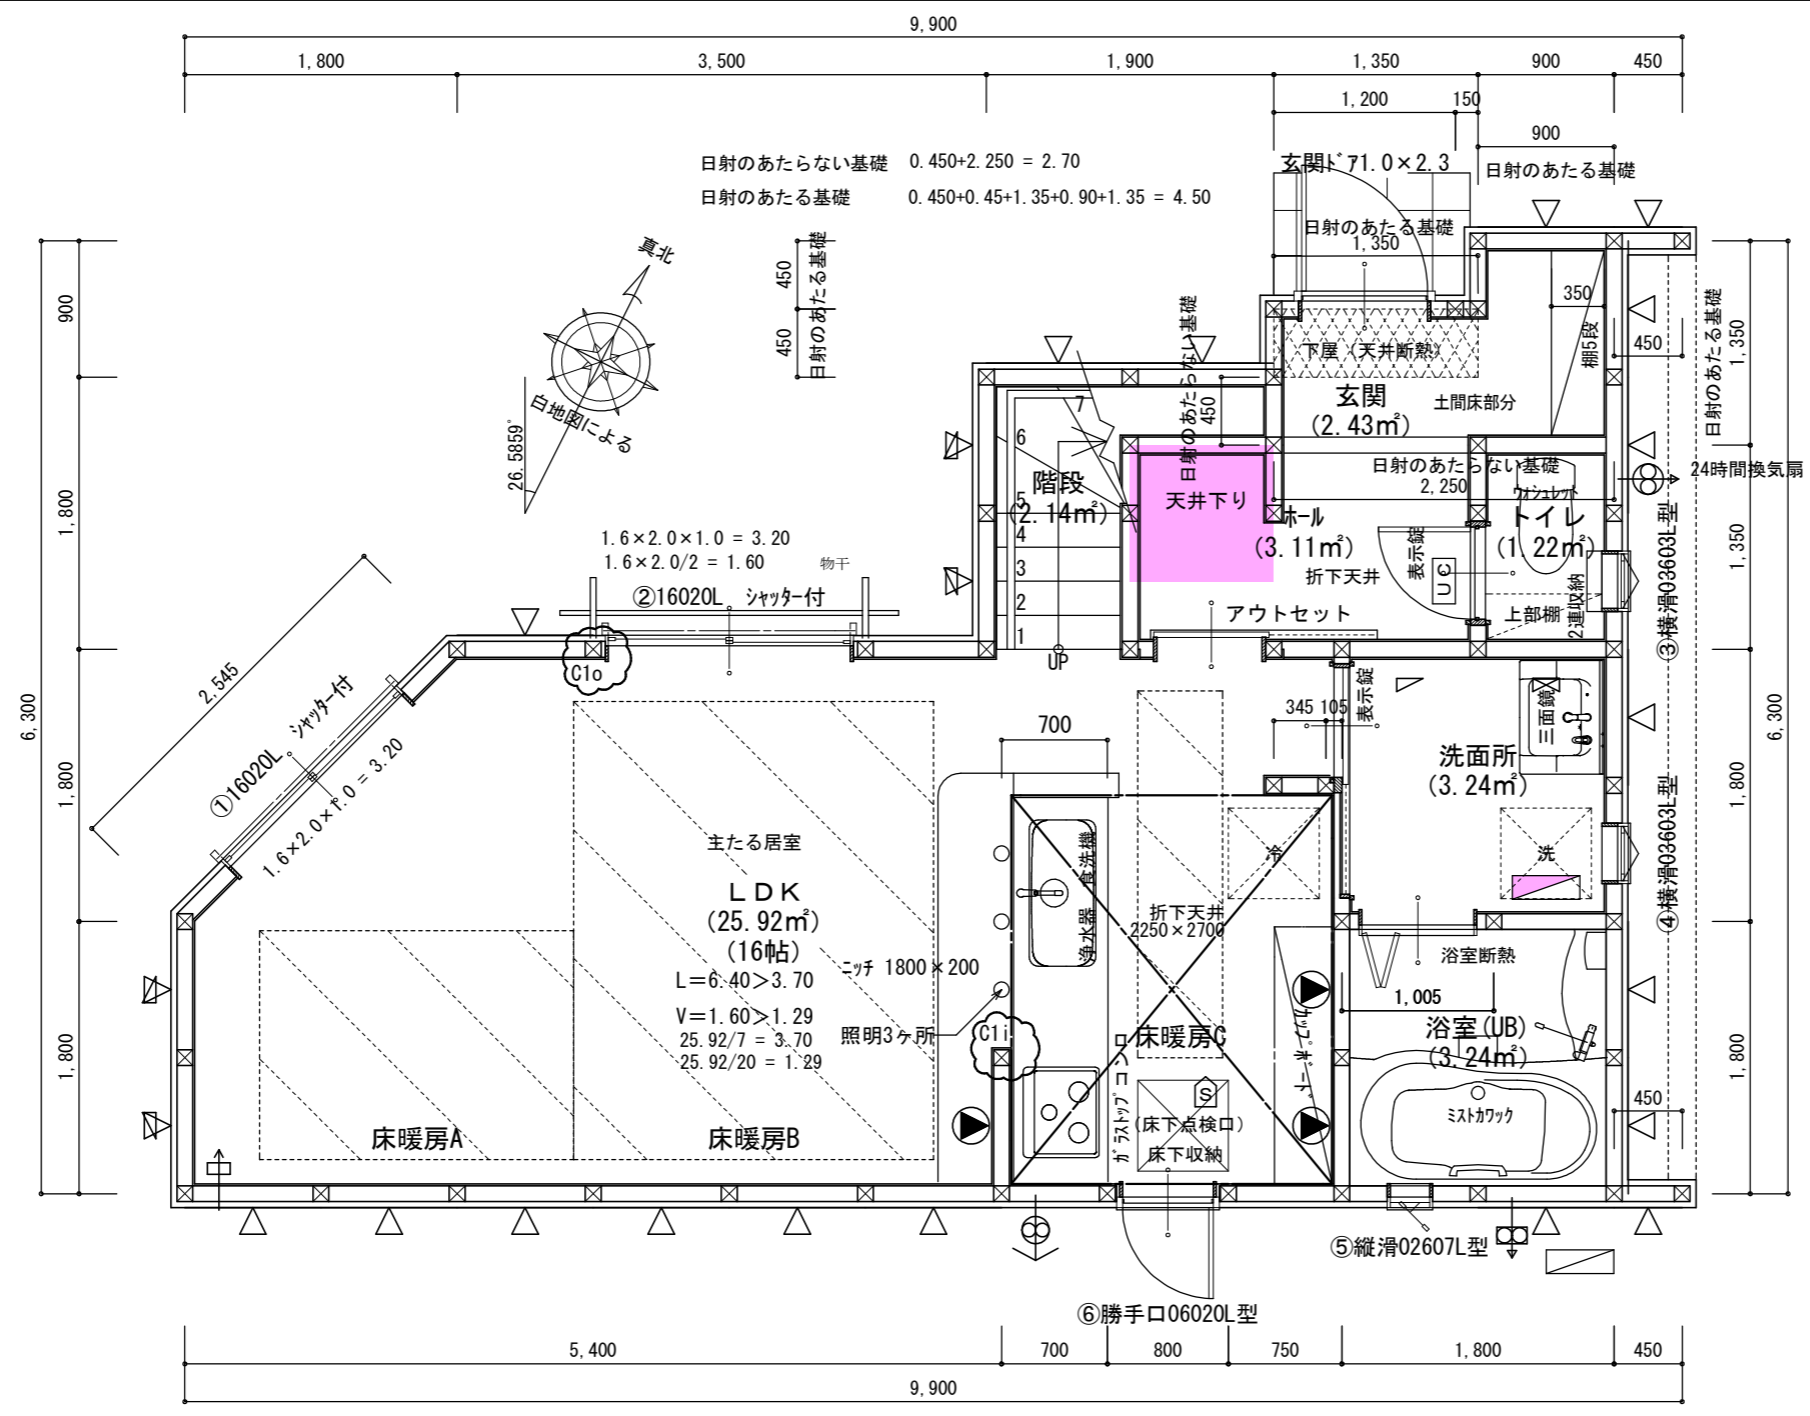 9,900
1,800
3,500
1,900
1,350
900
450
1,200
150
900
日射のあたらない基礎 0.450+2.250 = 2.70
日射のあたる基礎 0.450+0.45+1.35+0.90+1.35 = 4.50
玄関ﾄﾞｱ1.0×2.3
日射のあたる基礎
日射のあたる基礎
1,350
真北
白地図による
26.5859°
450
450
日射のあたる基礎
6,300
900
1,800
1,800
1,800
2,545
350
棚5段
450
日射のあたる基礎
1,350
1,350
1,800
1,800
6,300
下屋（天井断熱）
玄関
(2.43㎡)
土間床部分
日射のあたらない基礎
450
日射のあたらない基礎
2,250
24時間換気扇
7
6
5
4
3
2
1
UP
階段
(2.14㎡)
天井下り
ホール
(3.11㎡)
折下天井
アウトセット
表示錠
UC
ｳｫｼｭﾚｯﾄ
トイレ
(1.22㎡)
上部棚
2連収納
③横滑03603L型
1.6×2.0×1.0 = 3.20
1.6×2.0/2 = 1.60
物干
②16020L ｼｬｯﾀｰ付
C1o
①16020L ｼｬｯﾀｰ付
1.6×2.0×1.0 = 3.20
700
345
105
表示錠
三面鏡
洗面所
(3.24㎡)
洗
④横滑03603L型
主たる居室
ＬＤＫ
(25.92㎡)
(16帖)
L＝6.40＞3.70
V＝1.60＞1.29
25.92/7 = 3.70
25.92/20 = 1.29
ﾆｯﾁ 1800×200
照明3ヶ所
C1i
食洗機
浄水器
冷
折下天井
2250×2700
床暖房C
ｶｯﾌﾟﾎﾞｰﾄﾞ
ｶﾞﾗｽﾄｯﾌﾟコンロ
S
(床下点検口)
床下収納
床暖房A
床暖房B
浴室断熱
1,005
浴室(UB)
(3.24㎡)
ﾐｽﾄｶﾜｯｸ
450
⑤縦滑02607L型
⑥勝手口06020L型
5,400
700
800
750
1,800
450
9,900